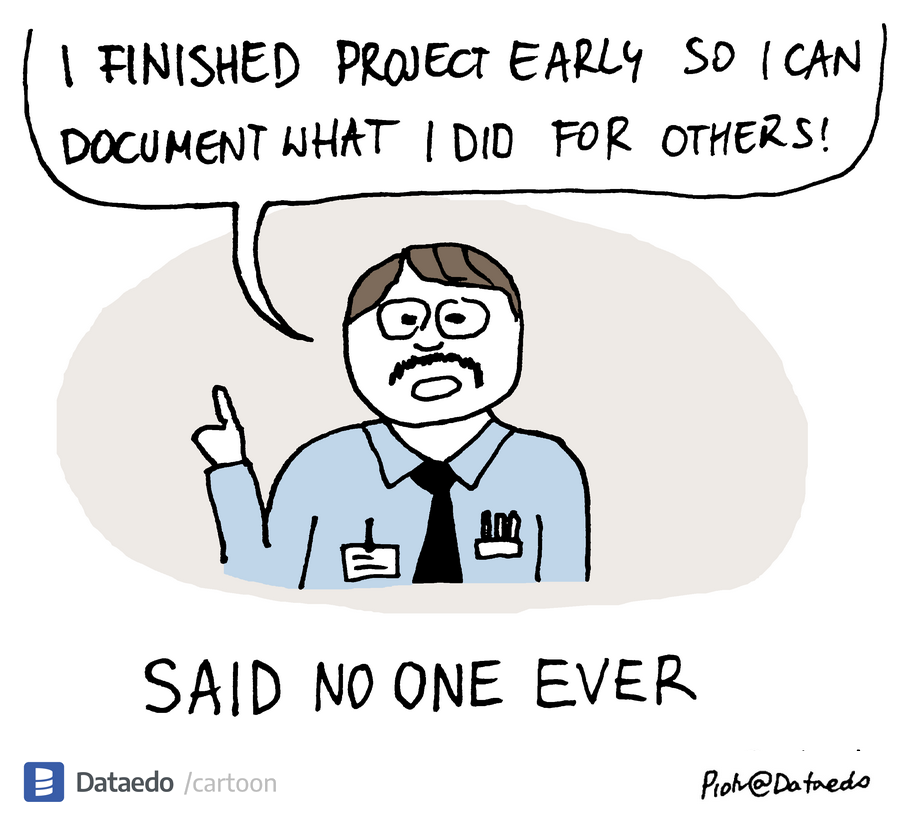 I FINISHED PROJECT EARLY SO I CAN
DOCUMENT WHAT I DID FOR OTHERS!
SAID NO ONE EVER
Dataedo /cartoon
Piotr@Dataedo